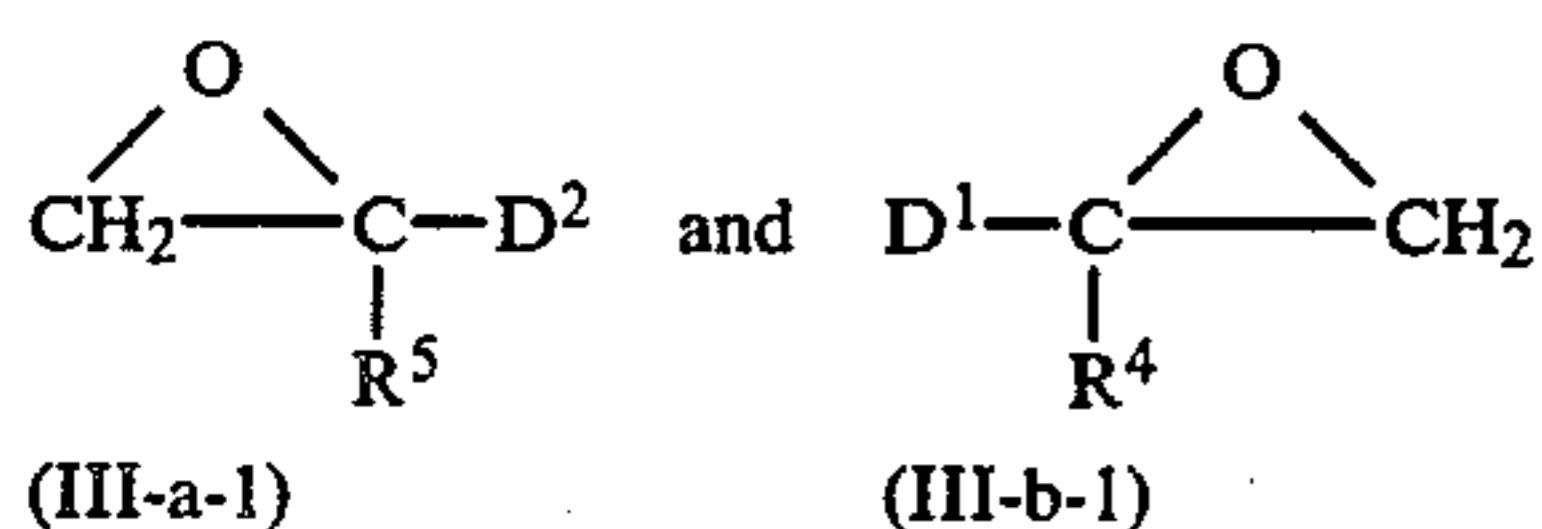 O O
CH₂—C—D² and D¹—C—CH₂
R⁵ R⁴
(III-a-1) (III-b-1)